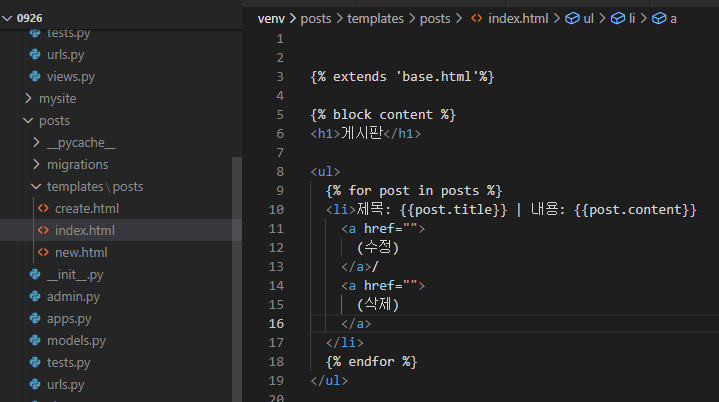 0926
tests.py
urls.py
views.py
mysite
posts
__pycache__
migrations
templates\posts
create.html
index.html
new.html
__init__.py
admin.py
apps.py
models.py
tests.py
urls.py
venv > posts > templates > posts > <> index.html > ul > li > a
1
2
3 {% extends 'base.html'%}
4
5 {% block content %}
6 <h1>게시판</h1>
7
8 <ul>
9 {% for post in posts %}
10 <li>제목: {{post.title}} | 내용: {{post.content}}
11 <a href="">
12 (수정)
13 </a>/
14 <a href="">
15 (삭제)
16 </a>
17 </li>
18 {% endfor %}
19 </ul>
20